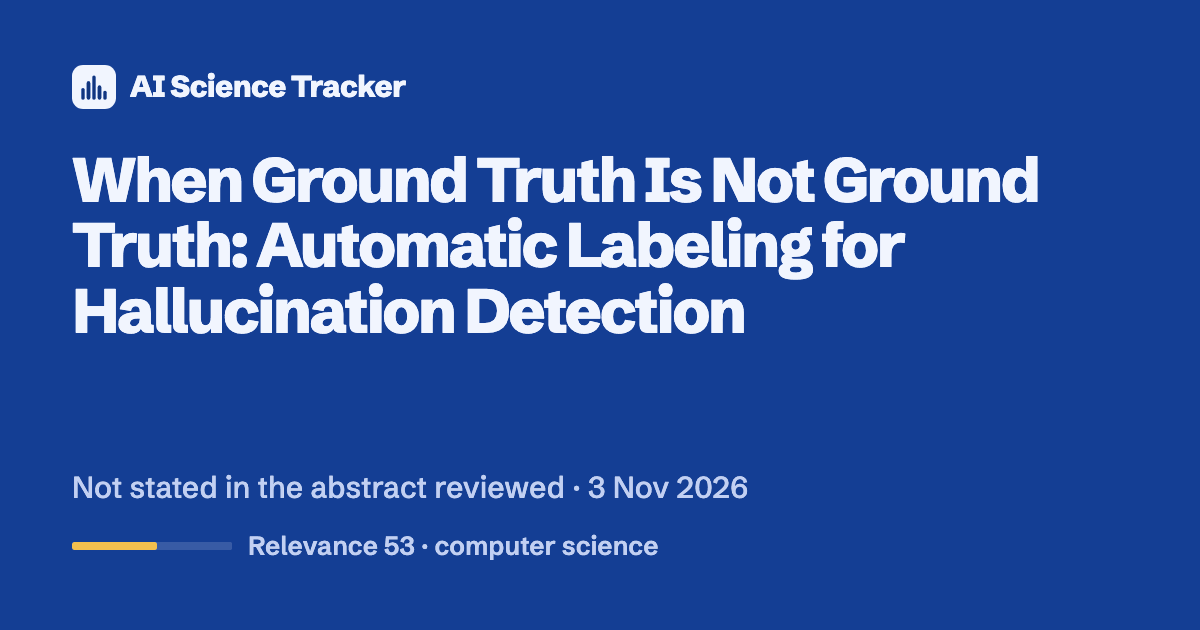 AI Science Tracker
When Ground Truth Is Not Ground
Truth: Automatic Labeling for
Hallucination Detection
Not stated in the abstract reviewed · 3 Nov 2026
Relevance 53 · computer science